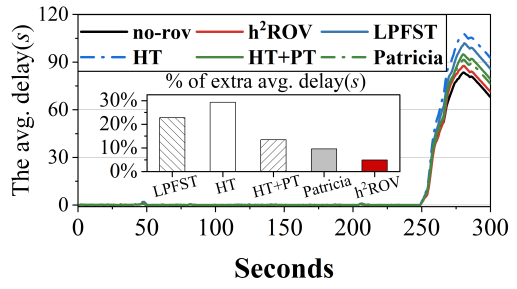 120
90
60
30
0
The avg. delay(s)
no-rov h²ROV LPFST
HT HT+PT Patricia
% of extra avg. delay(s)
30%
20%
10%
0%
LPFST HT HT+PT Patricia h²ROV
0 50 100 150 200 250 300
Seconds